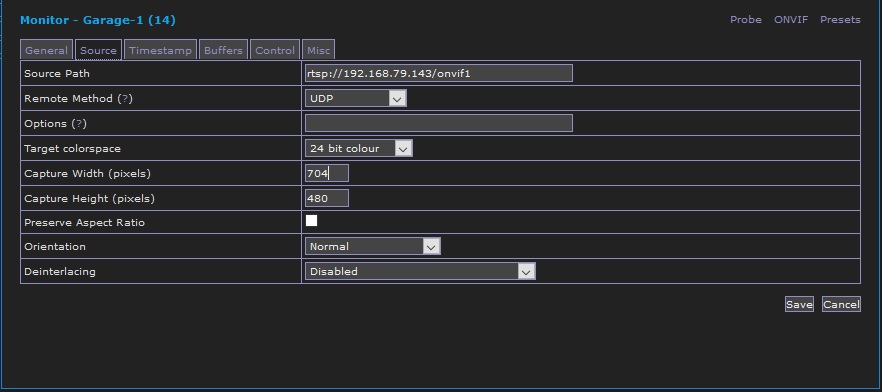 Monitor - Garage-1 (14)
Probe ONVIF Presets
General Source Timestamp Buffers Control Misc
Source Path rtsp://192.168.79.143/onvif1
Remote Method (?) UDP
Options (?)
Target colorspace 24 bit colour
Capture Width (pixels) 704
Capture Height (pixels) 480
Preserve Aspect Ratio
Orientation Normal
Deinterlacing Disabled
Save Cancel